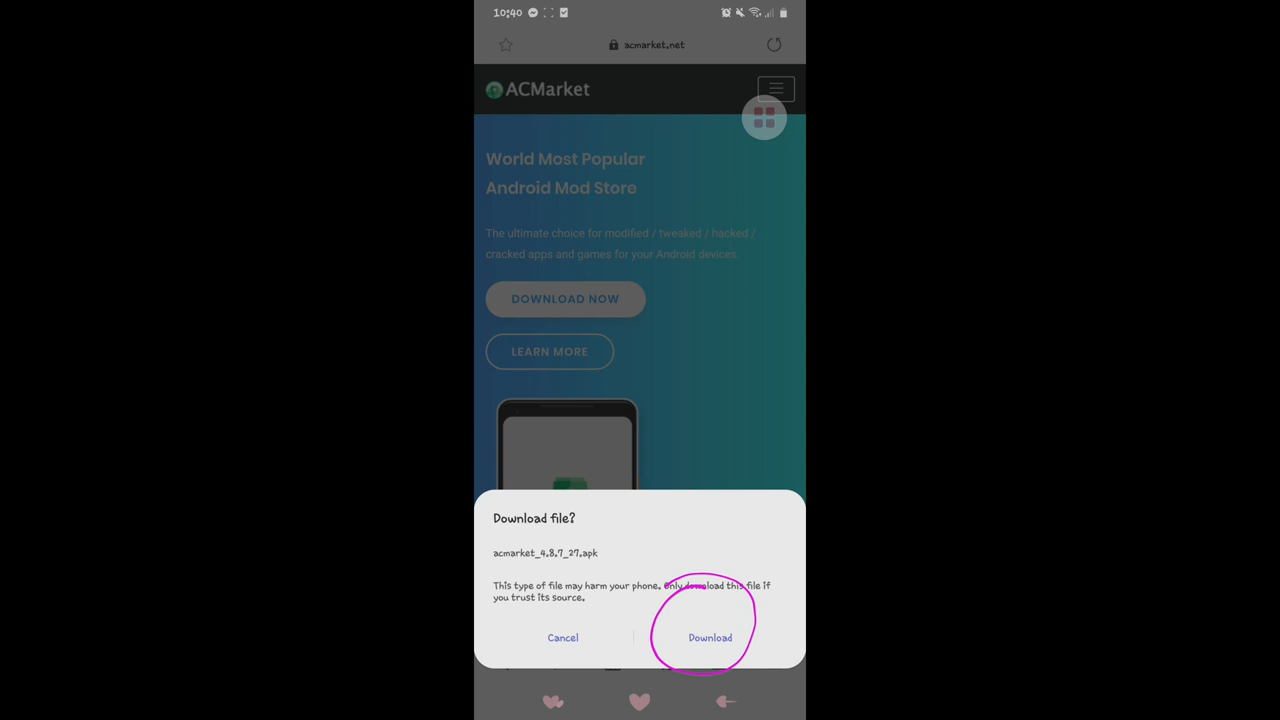 10:40
acmarket.net
ACMarket
World Most Popular
Android Mod Store
The ultimate choice for modified / tweaked / hacked /
cracked apps and games for your Android devices.
DOWNLOAD NOW
LEARN MORE
Download file?
acmarket_4.8.7_27.apk
This type of file may harm your phone. Only download this file if
you trust its source.
Cancel
Download